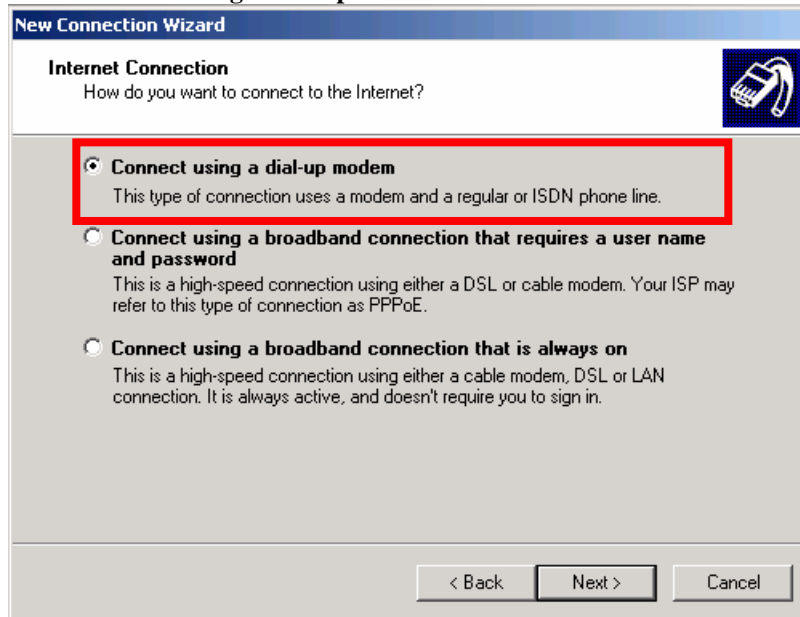 New Connection Wizard
Internet Connection
How do you want to connect to the Internet?
Connect using a dial-up modem
This type of connection uses a modem and a regular or ISDN phone line.
Connect using a broadband connection that requires a user name
and password
This is a high-speed connection using either a DSL or cable modem. Your ISP may
refer to this type of connection as PPPoE.
Connect using a broadband connection that is always on
This is a high-speed connection using either a cable modem, DSL or LAN
connection. It is always active, and doesn't require you to sign in.
< Back Next > Cancel